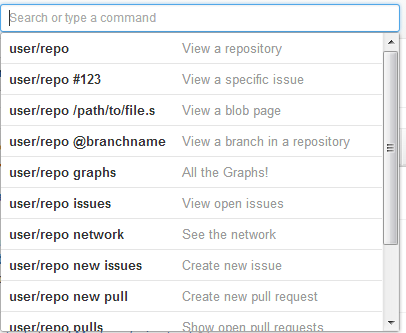 Search or type a command
user/repo View a repository
user/repo #123 View a specific issue
user/repo /path/to/file.s View a blob page
user/repo @branchname View a branch in a repository
user/repo graphs All the Graphs!
user/repo issues View open issues
user/repo network See the network
user/repo new issues Create new issue
user/repo new pull Create new pull request
user/repo pulls Show open pull requests